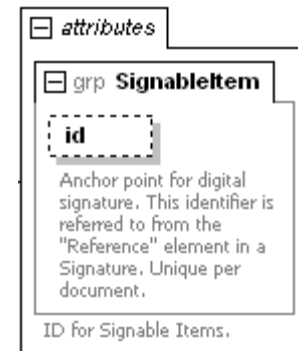 attributes
grp SignableItem
id
Anchor point for digital
signature. This identifier is
referred to from the
"Reference" element in a
Signature. Unique per
document.
ID for Signable Items.